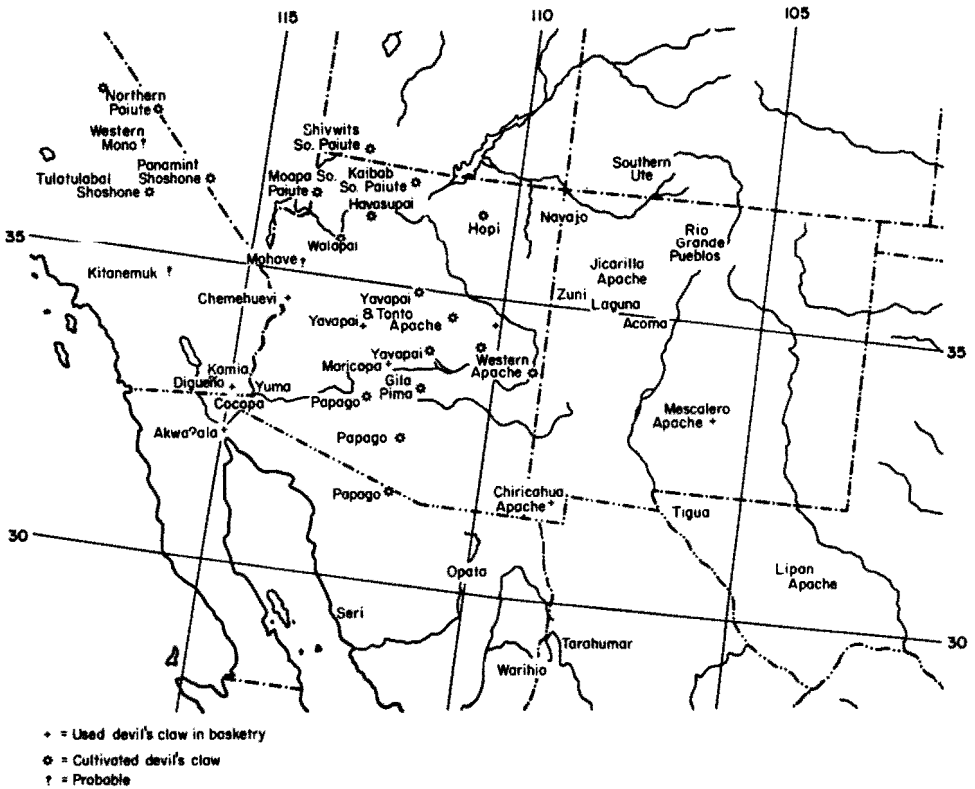 115
110
105
Northern
Paiute
Western
Mono ?
Panamint
Shoshone
Tulatulabal
Shoshone
Shivwits
So. Paiute
Moapa So.
Paiute
Kaibab
So. Paiute
Havasupai
Walapai
Hopi
Navajo
Southern
Ute
Rio
Grande
Pueblos
Jicarilla
Apache
35
Mohave ?
Kitanemuk ?
Chemehuevi +
Zuni
Laguna
Acoma
35
Yavapai
& Tonto
Apache
Yavapai +
Yavapai
Maricopa +
Western
Apache
Gila
Pima
Kamia
Digueño +
Yuma
Cocopa
Papago
Akwa?ala +
Papago
Papago
Mescalero
Apache +
Chiricahua
Apache +
Tigua
30
Opata
Lipan
Apache
Seri
Tarahumar
Warihio
30
+ = Used devil's claw in basketry
✿ = Cultivated devil's claw
? = Probable